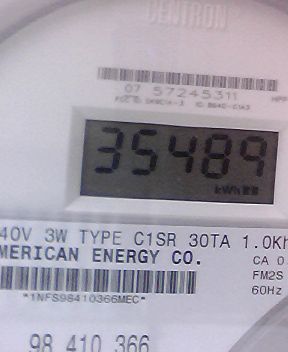 CENTRON
07 57245311
35489
kWh
40V 3W TYPE C1SR 30TA 1.0Kh
MERICAN ENERGY CO.
CA 0
FM2S
60Hz
*1NFS98410366MEC*
98 410 366